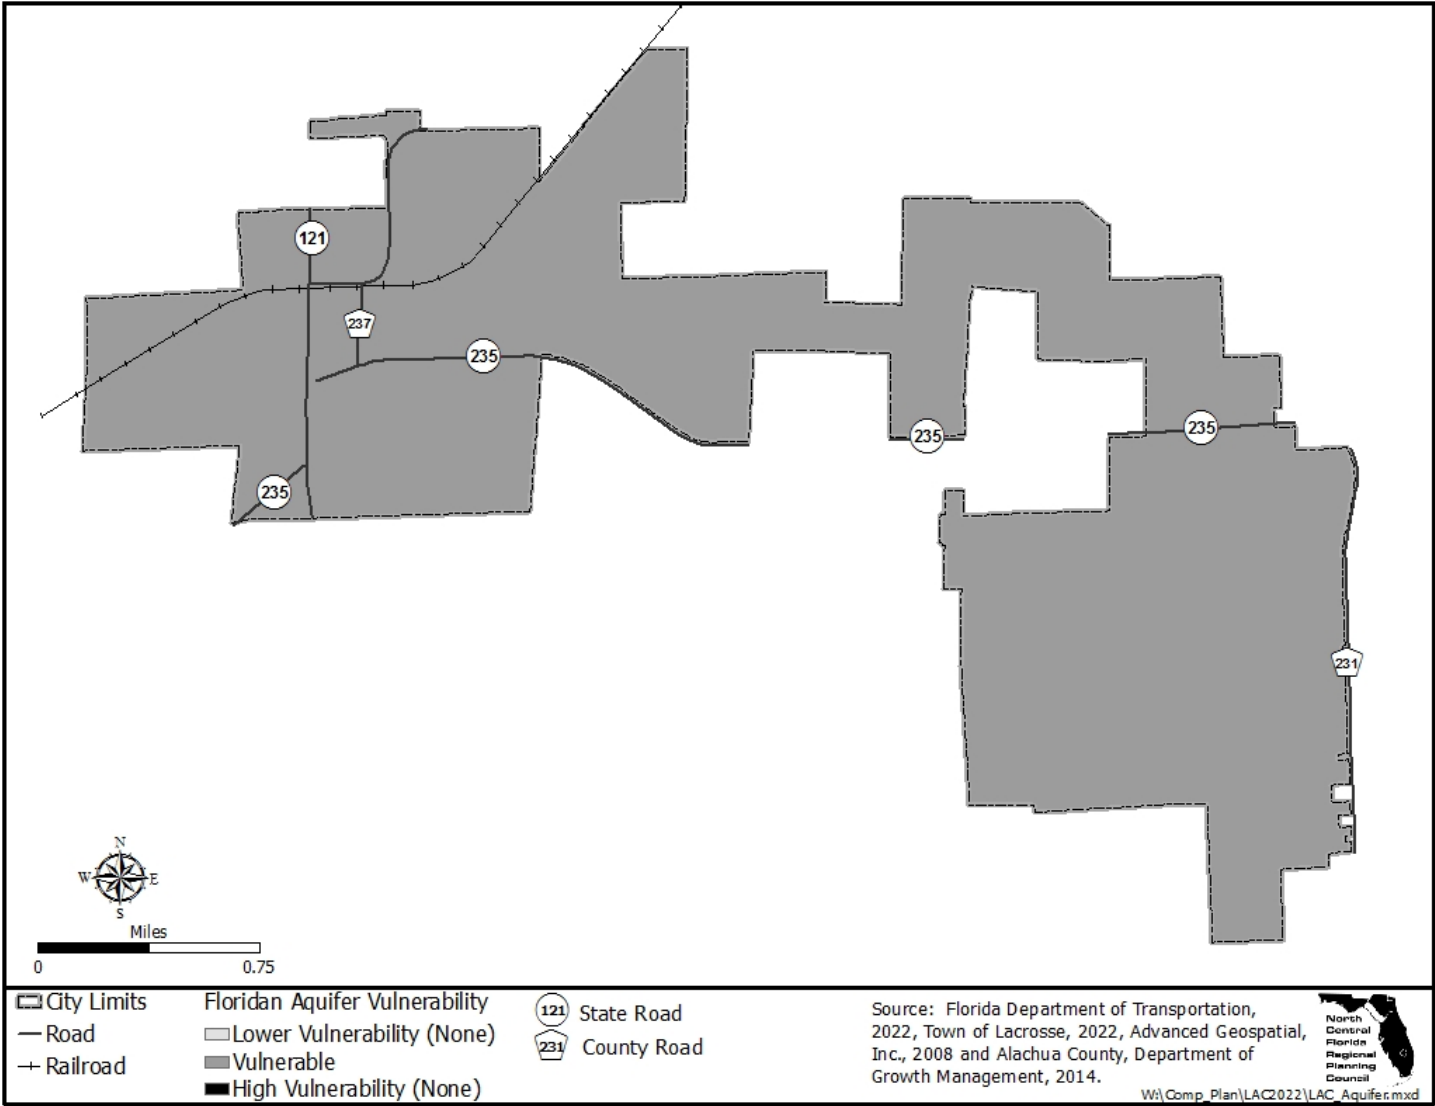 121
237
235
235
235
235
231
N
W E
S
Miles
0 0.75
City Limits
Road
Railroad
Floridan Aquifer Vulnerability
Lower Vulnerability (None)
Vulnerable
High Vulnerability (None)
121 State Road
231 County Road
Source: Florida Department of Transportation,
2022, Town of Lacrosse, 2022, Advanced Geospatial,
Inc., 2008 and Alachua County, Department of
Growth Management, 2014.
North
Central
Florida
Regional
Planning
Council
W:\Comp_Plan\LAC2022\LAC_Aquifer.mxd